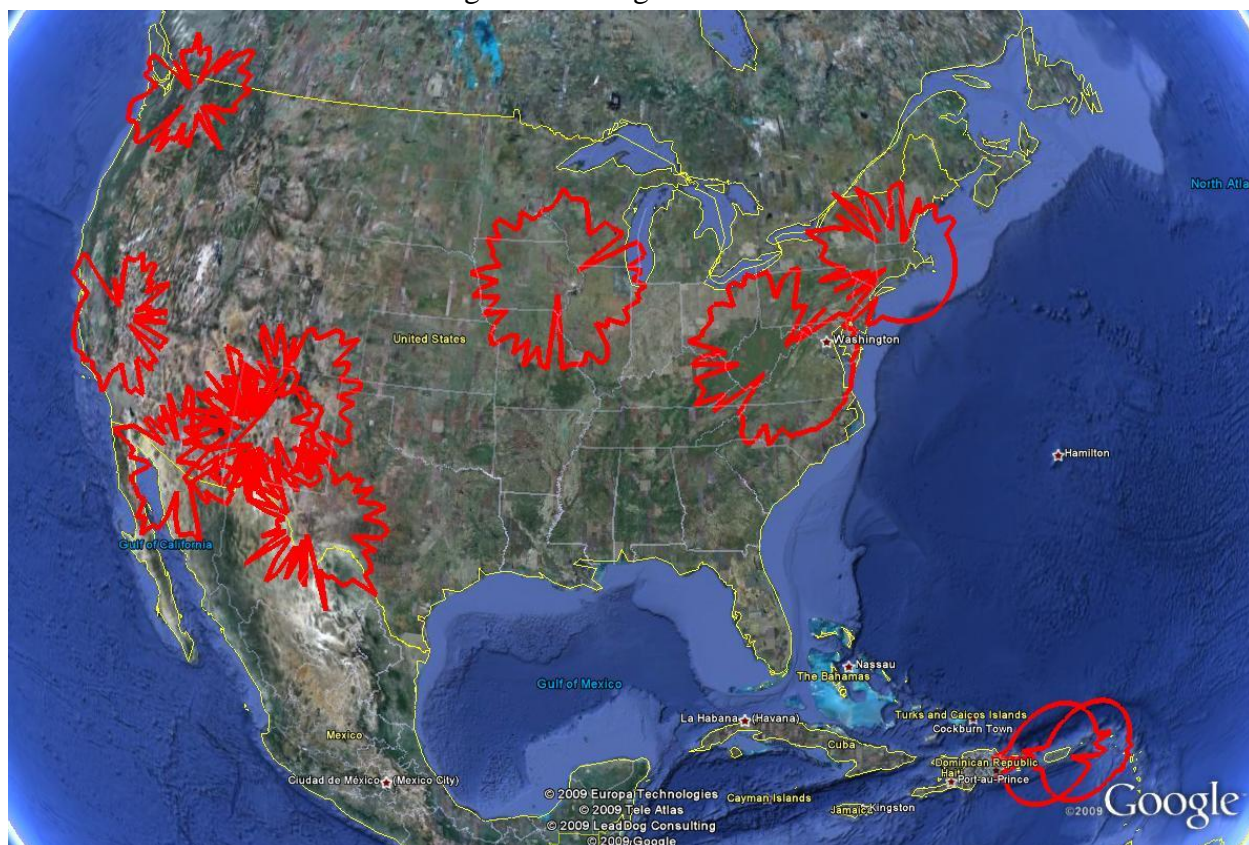 North Atla
United States
Washington
Hamilton
Gulf of California
Gulf of Mexico
Nassau
The Bahamas
La Habana (Havana)
Turks and Caicos Islands
Cockburn Town
Mexico
Cuba
Dominican Republic
Haiti
Port-au-Prince
Ciudad de México (Mexico City)
Cayman Islands
Jamaica
Kingston
© 2009 Europa Technologies
© 2009 Tele Atlas
© 2009 LeadDog Consulting
© 2009 Google
©2009 Google